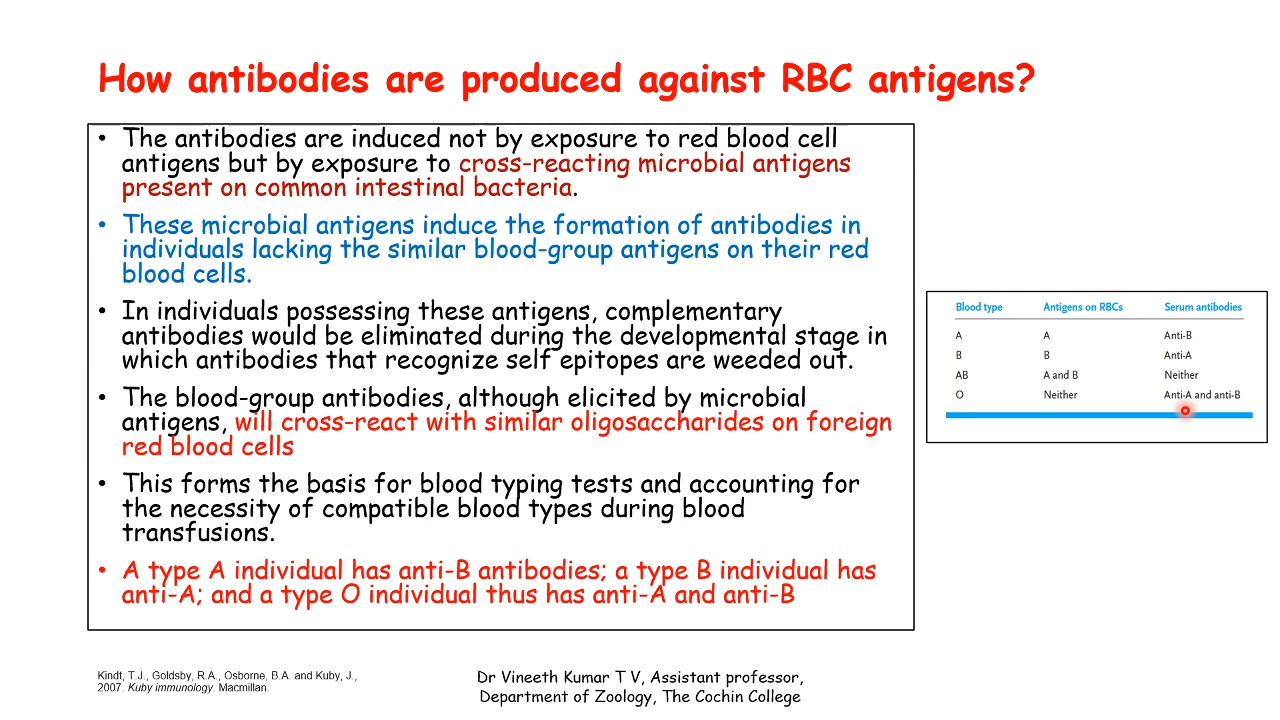 How antibodies are produced against RBC antigens?
• The antibodies are induced not by exposure to red blood cell
antigens but by exposure to cross-reacting microbial antigens
present on common intestinal bacteria.
• These microbial antigens induce the formation of antibodies in
individuals lacking the similar blood-group antigens on their red
blood cells.
• In individuals possessing these antigens, complementary
antibodies would be eliminated during the developmental stage in
which antibodies that recognize self epitopes are weeded out.
• The blood-group antibodies, although elicited by microbial
antigens, will cross-react with similar oligosaccharides on foreign
red blood cells
• This forms the basis for blood typing tests and accounting for
the necessity of compatible blood types during blood
transfusions.
• A type A individual has anti-B antibodies; a type B individual has
anti-A; and a type O individual thus has anti-A and anti-B
Blood type Antigens on RBCs Serum antibodies
A A Anti-B
B B Anti-A
AB A and B Neither
O Neither Anti-A and anti-B
Kindt, T.J., Goldsby, R.A., Osborne, B.A. and Kuby, J.,
2007. Kuby immunology. Macmillan.
Dr Vineeth Kumar T V, Assistant professor,
Department of Zoology, The Cochin College